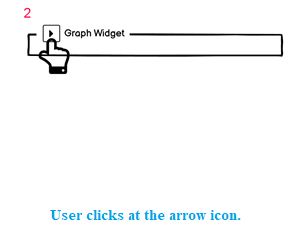 2
Graph Widget
User clicks at the arrow icon.